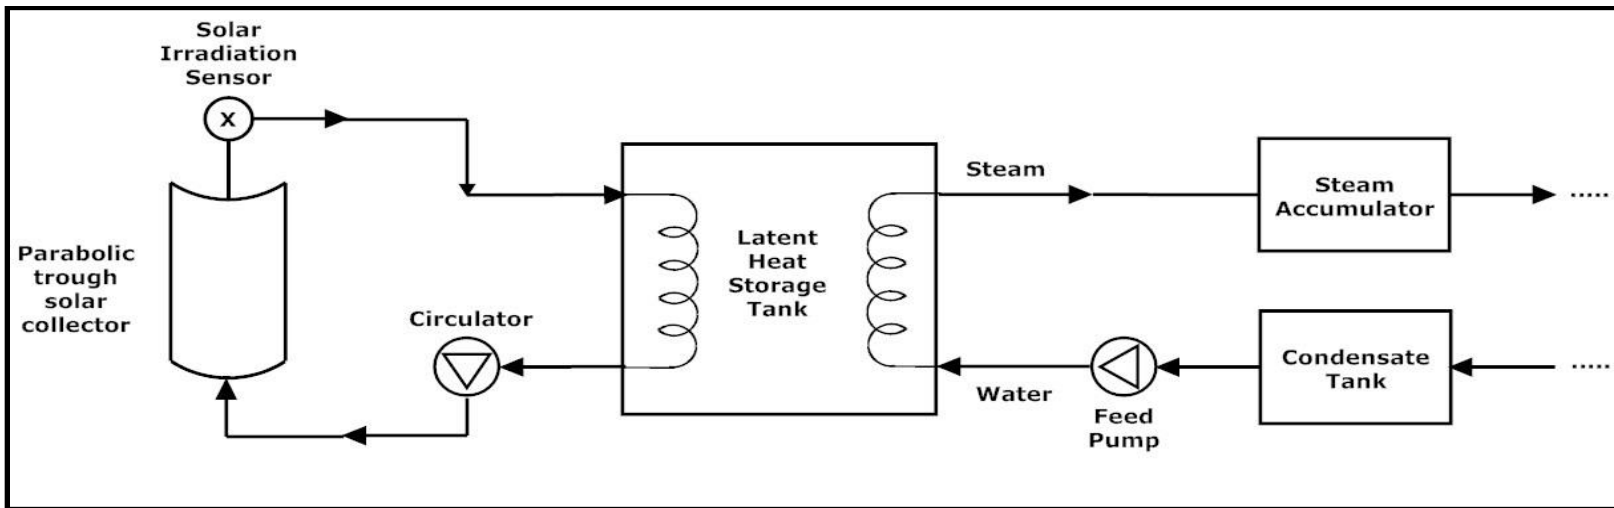 Solar
Irradiation
Sensor
X
Parabolic
trough
solar
collector
Circulator
Latent
Heat
Storage
Tank
Steam
Water
Feed
Pump
Steam
Accumulator
.....
Condensate
Tank
.....